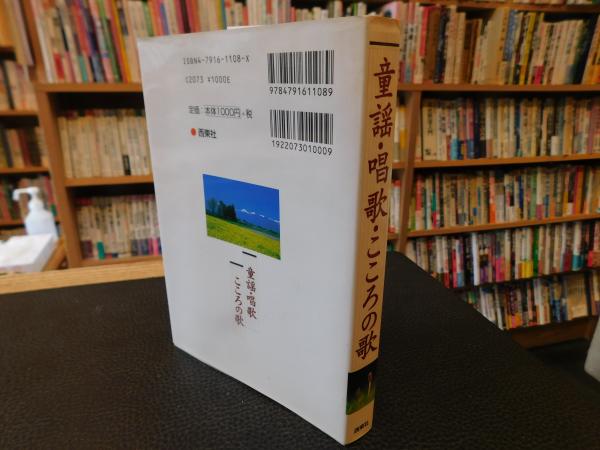 ISBN4-7916-1108-X
C2073 ¥1000E
定価:本体1000円+税
西東社
9784791611089
1922073010009
童謡・唱歌
こころの歌
童謡・唱歌・こころの歌
西東社